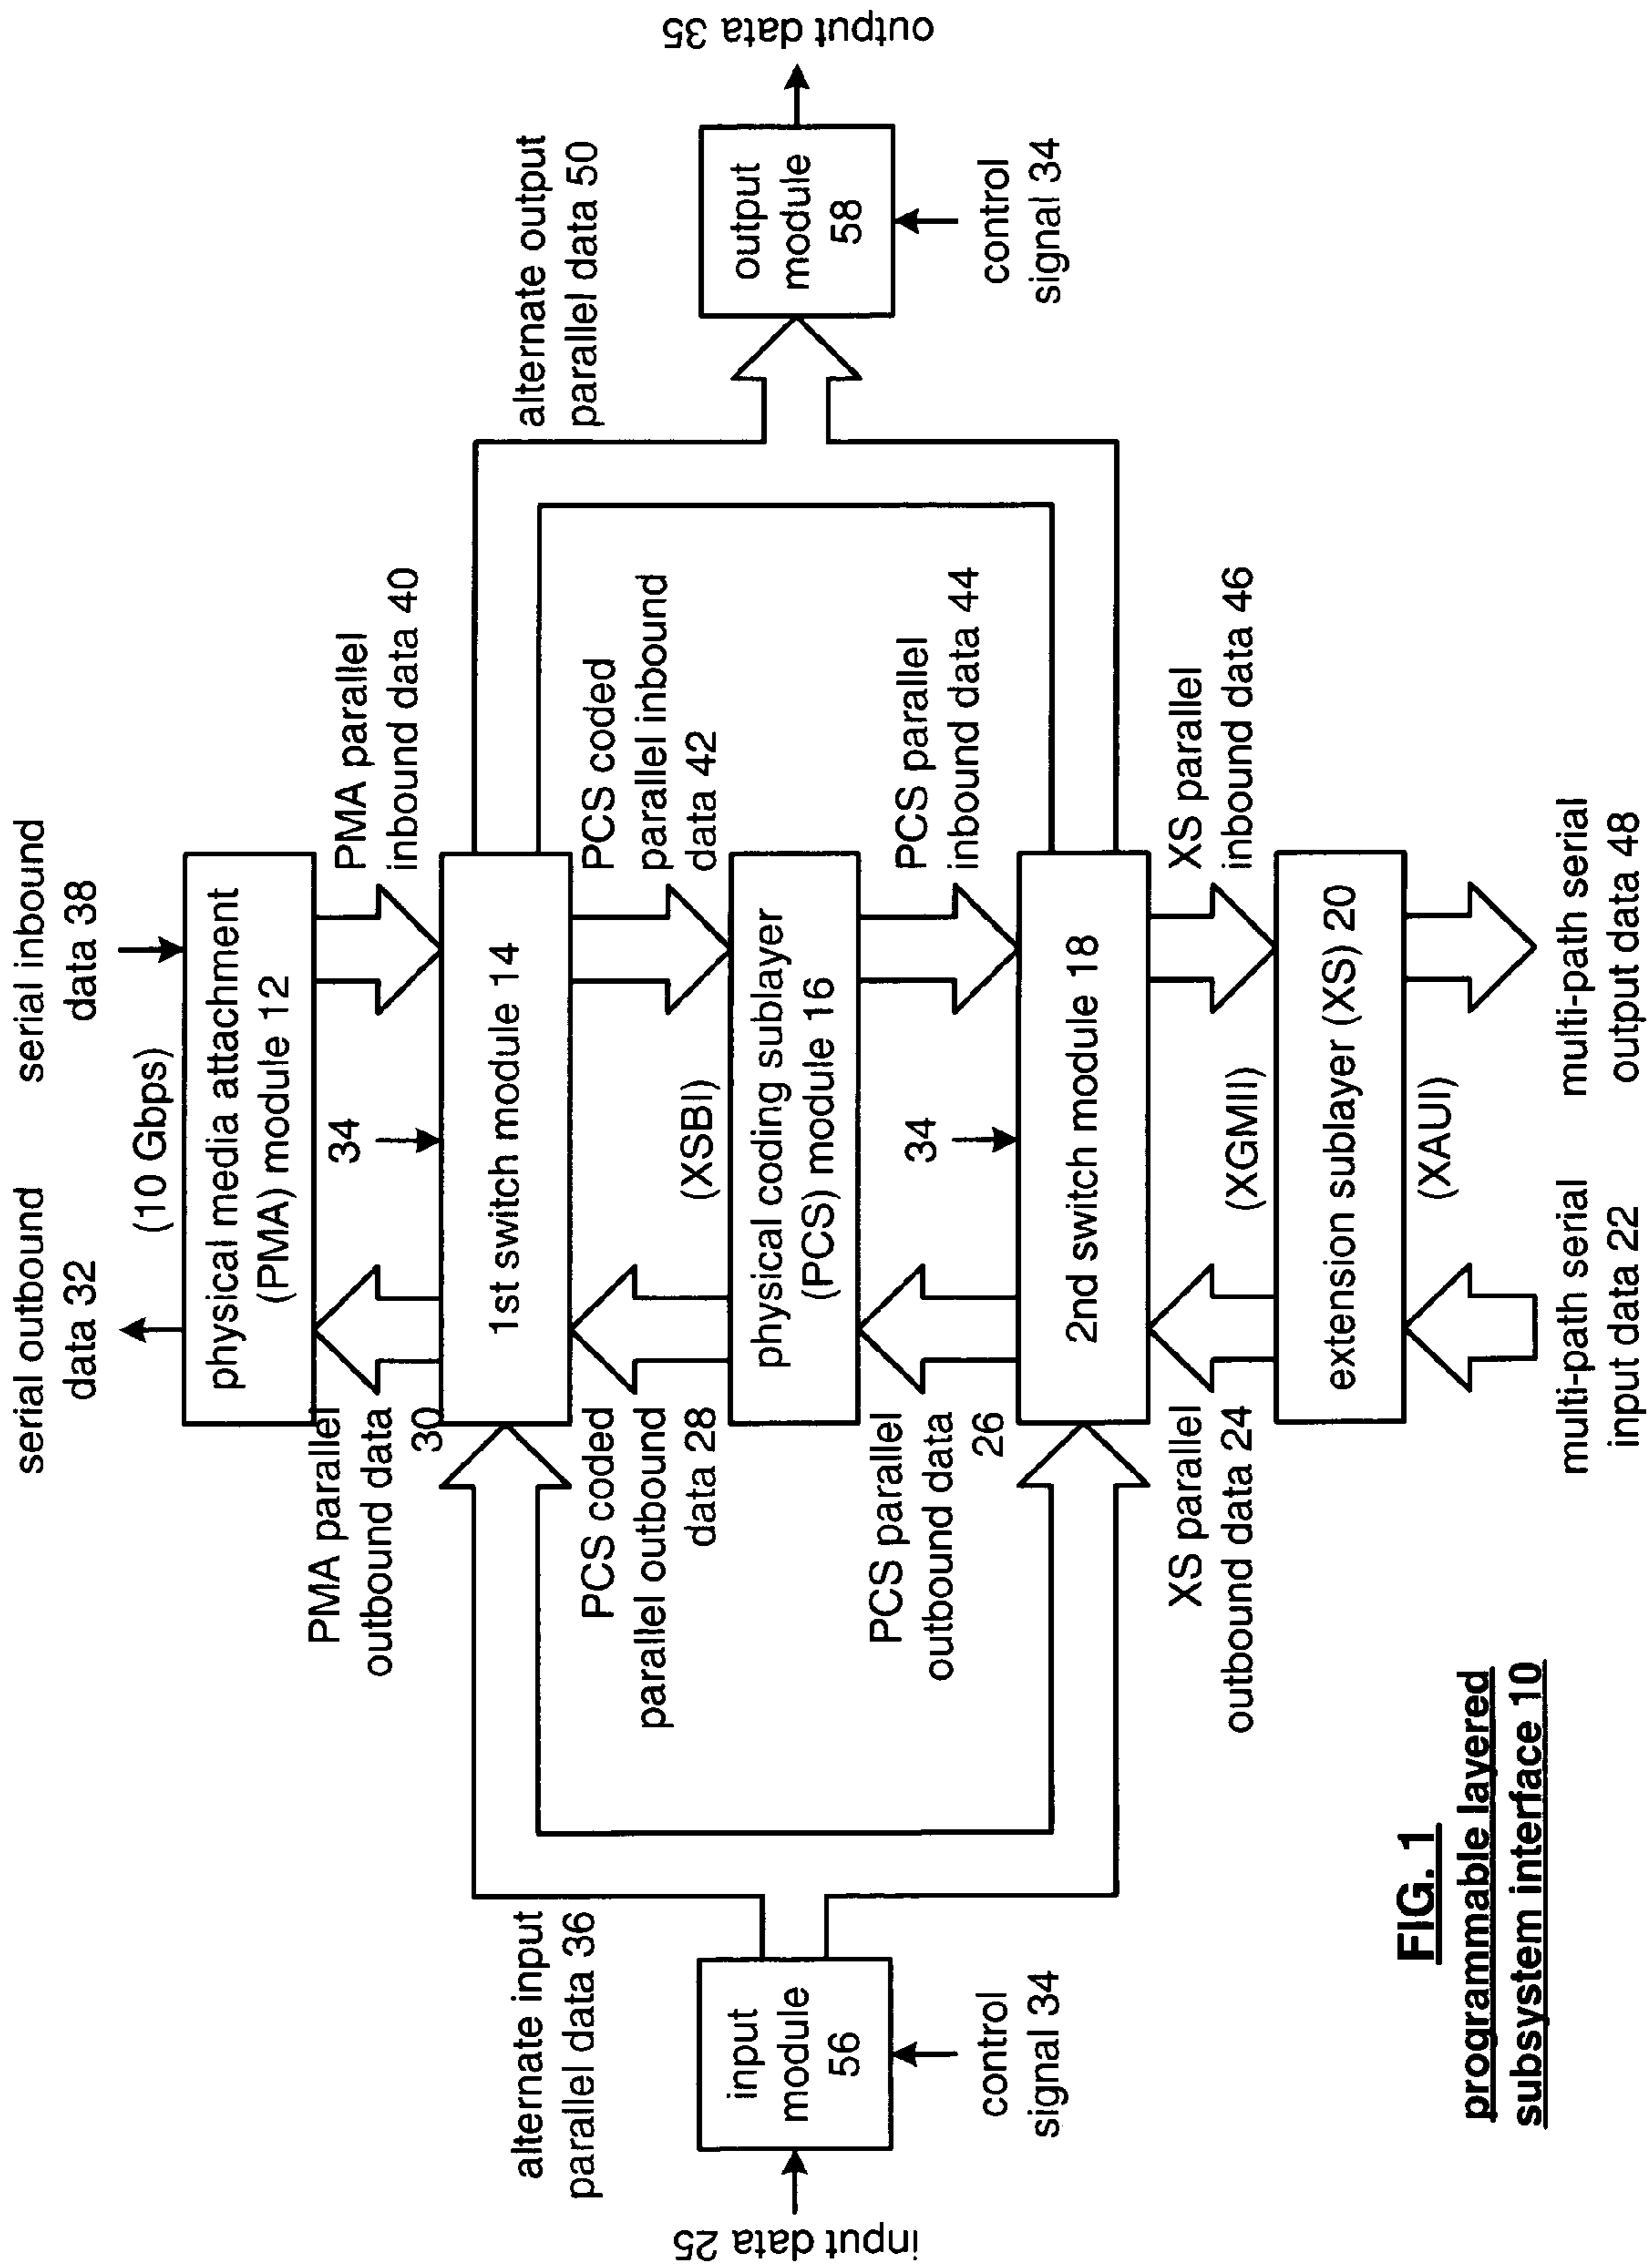 serial outbound
data 32
serial inbound
data 38
(10 Gbps)
physical media attachment
(PMA) module 12
PMA parallel
outbound data
30
34
PMA parallel
inbound data 40
1st switch module 14
alternate input
parallel data 36
alternate output
parallel data 50
PCS coded
parallel outbound
data 28
(XSBI)
PCS coded
parallel inbound
data 42
input data 25
input
module
56
control
signal 34
physical coding sublayer
(PCS) module 16
output
module
58
control
signal 34
output data 35
PCS parallel
outbound data
26
34
PCS parallel
inbound data 44
2nd switch module 18
XS parallel
outbound data 24
(XGMII)
XS parallel
inbound data 46
extension sublayer (XS) 20
(XAUI)
multi-path serial
input data 22
multi-path serial
output data 48
FIG. 1
programmable layered
subsystem interface 10